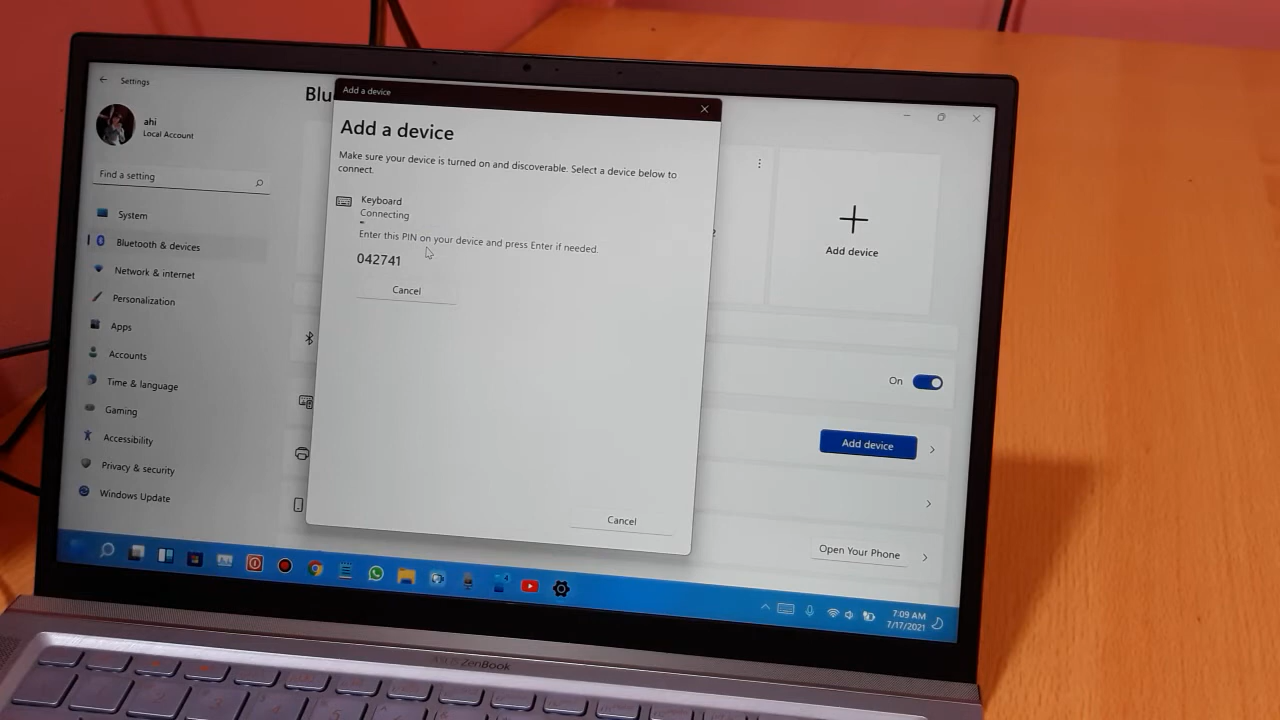 Settings
ahi
Local Account
Find a setting
System
Bluetooth & devices
Network & internet
Personalization
Apps
Accounts
Time & language
Gaming
Accessibility
Privacy & security
Windows Update
Blu
Add a device
Add a device
Make sure your device is turned on and discoverable. Select a device below to
connect.
Keyboard
Connecting
Enter this PIN on your device and press Enter if needed.
042741
Cancel
Cancel
Add device
On
Add device
Open Your Phone
7:09 AM
7/17/2021
ZenBook